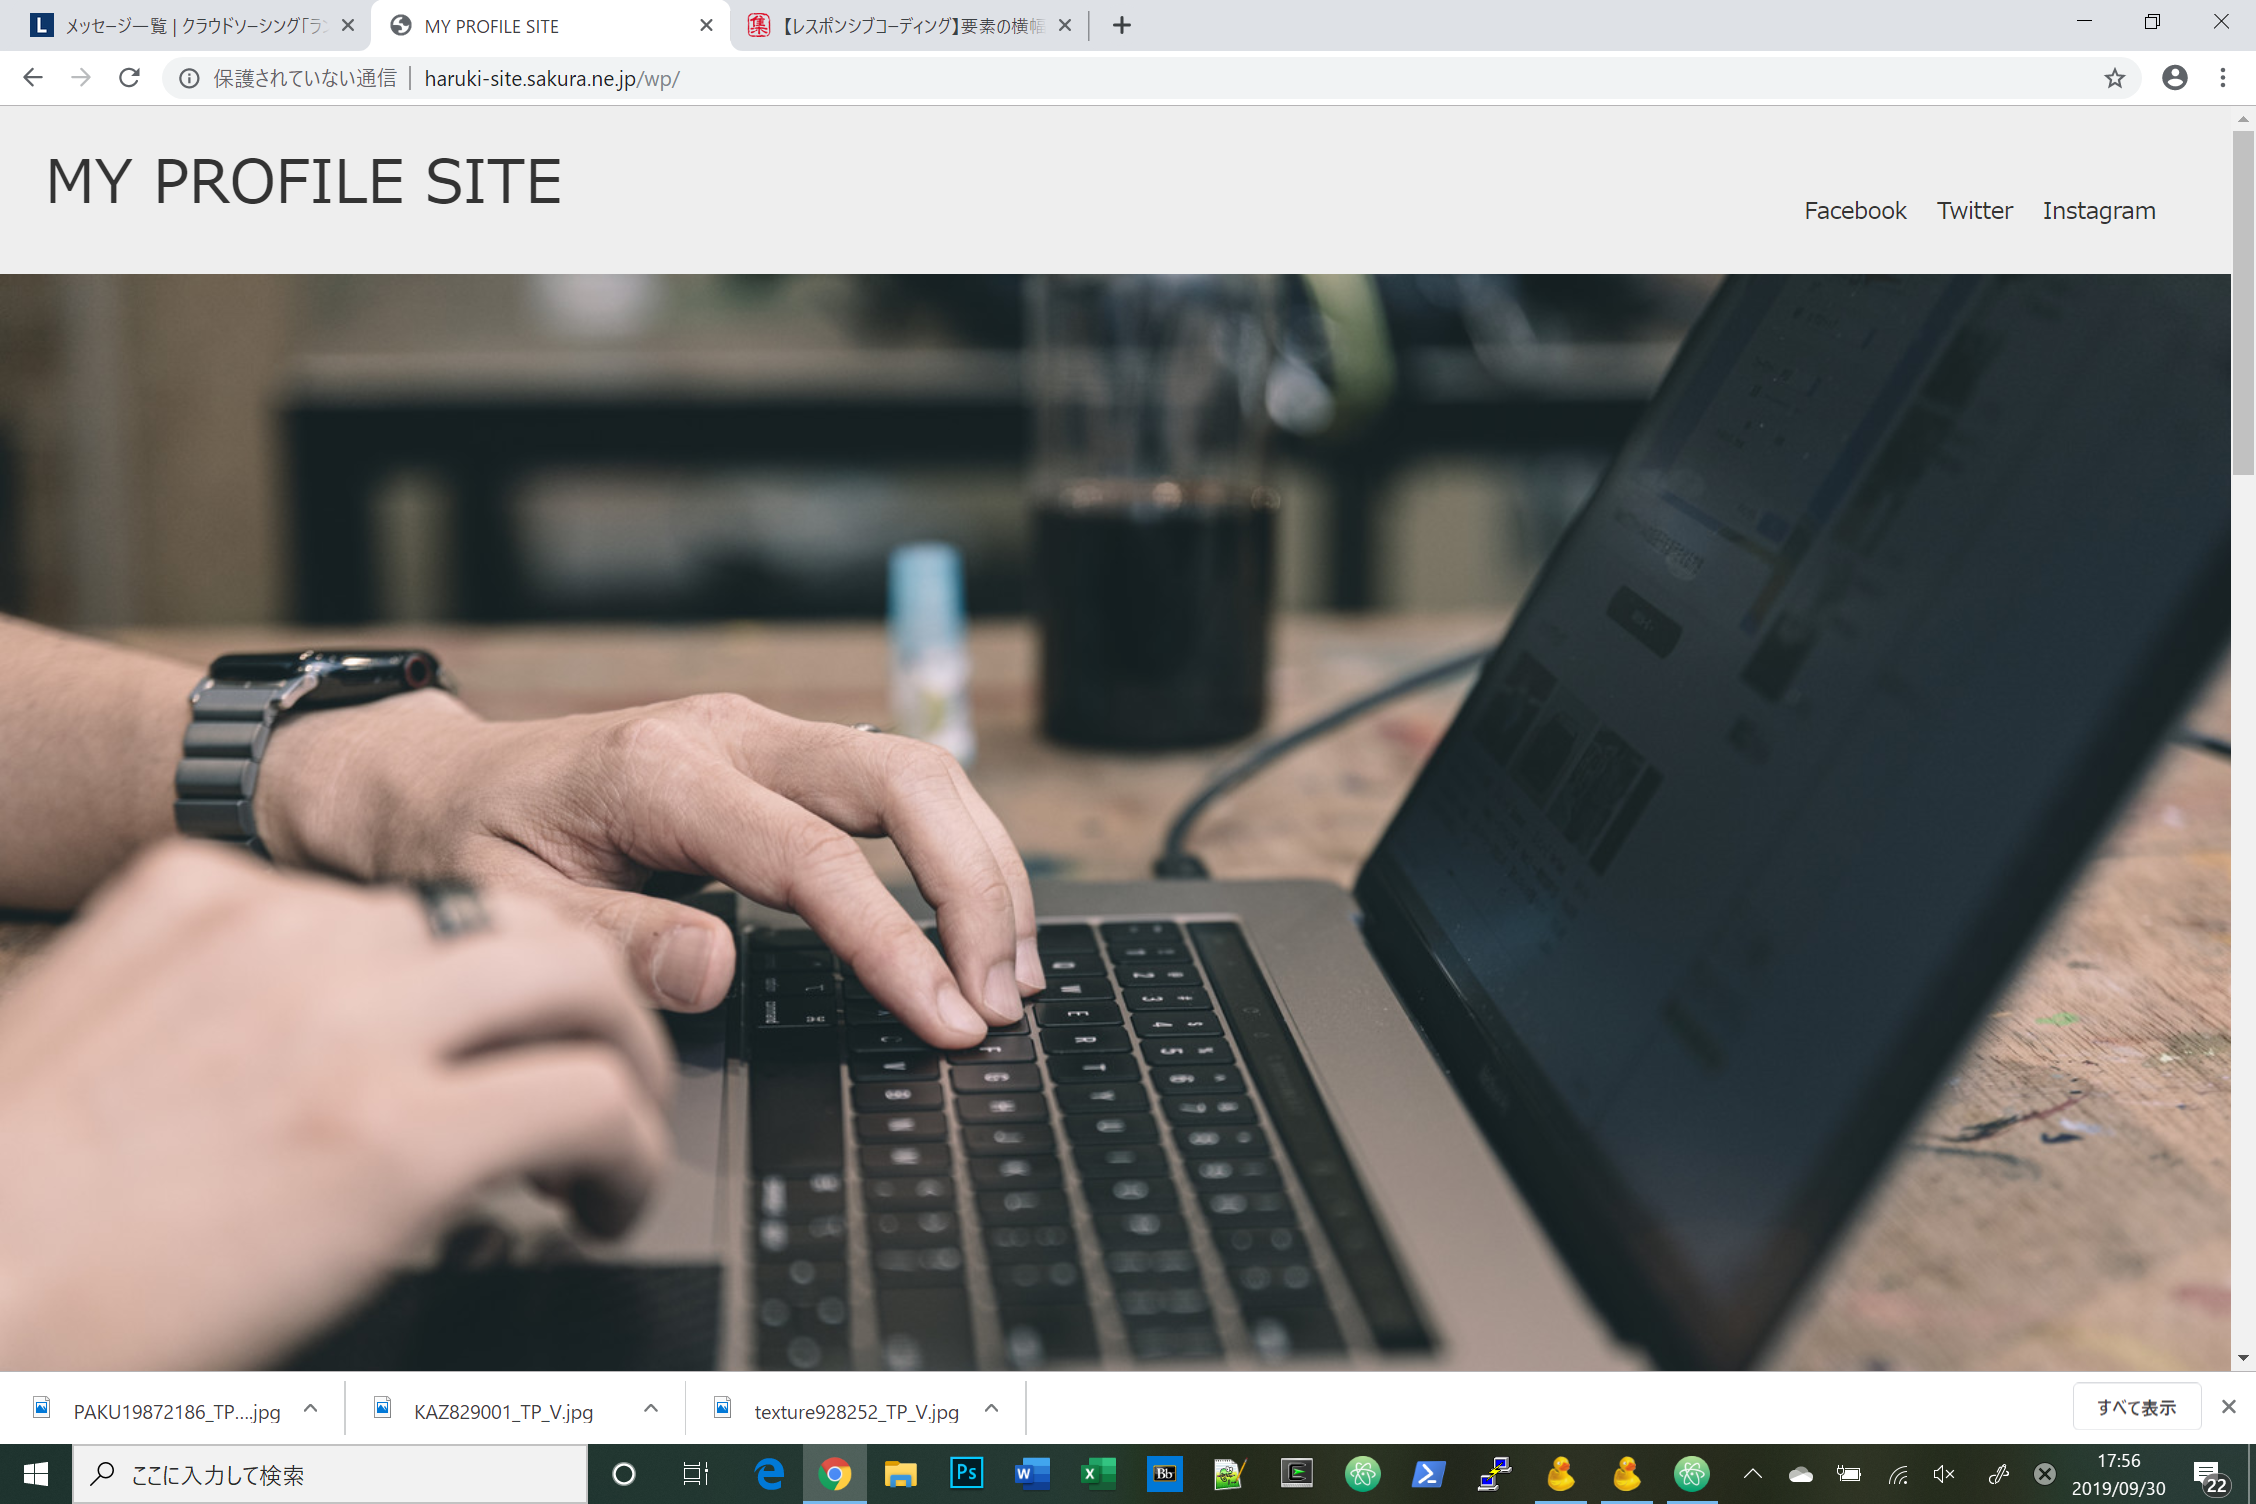 メッセージ一覧 | クラウドソーシング「ラン
MY PROFILE SITE
【レスポンシブコーディング】要素の横幅
保護されていない通信 | haruki-site.sakura.ne.jp/wp/
MY PROFILE SITE
Facebook Twitter Instagram
PAKU19872186_TP....jpg
KAZ829001_TP_V.jpg
texture928252_TP_V.jpg
すべて表示
ここに入力して検索
17:56
2019/09/30
22